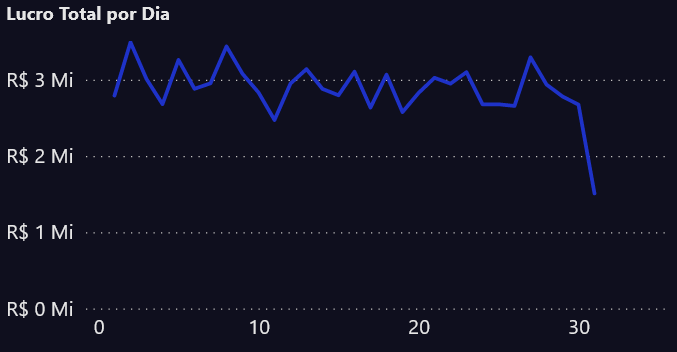 Lucro Total por Dia
R$ 3 Mi
R$ 2 Mi
R$ 1 Mi
R$ 0 Mi
0 10 20 30